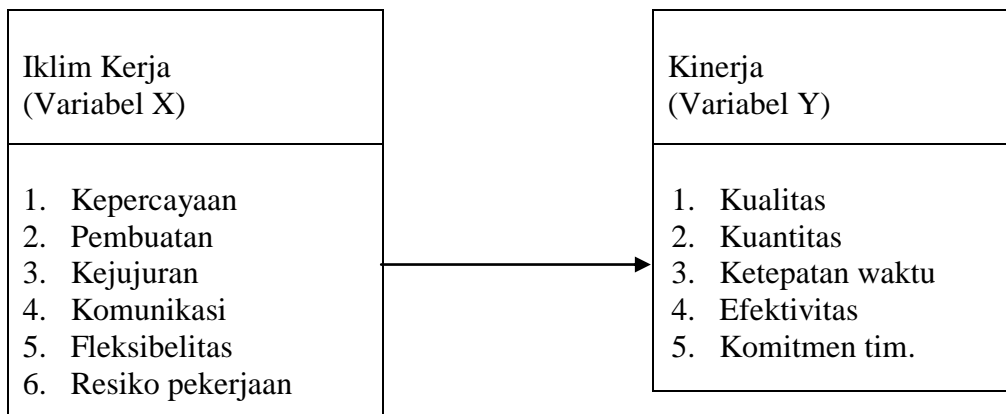 Iklim Kerja
(Variabel X)
1. Kepercayaan
2. Pembuatan
3. Kejujuran
4. Komunikasi
5. Fleksibelitas
6. Resiko pekerjaan
Kinerja
(Variabel Y)
1. Kualitas
2. Kuantitas
3. Ketepatan waktu
4. Efektivitas
5. Komitmen tim.